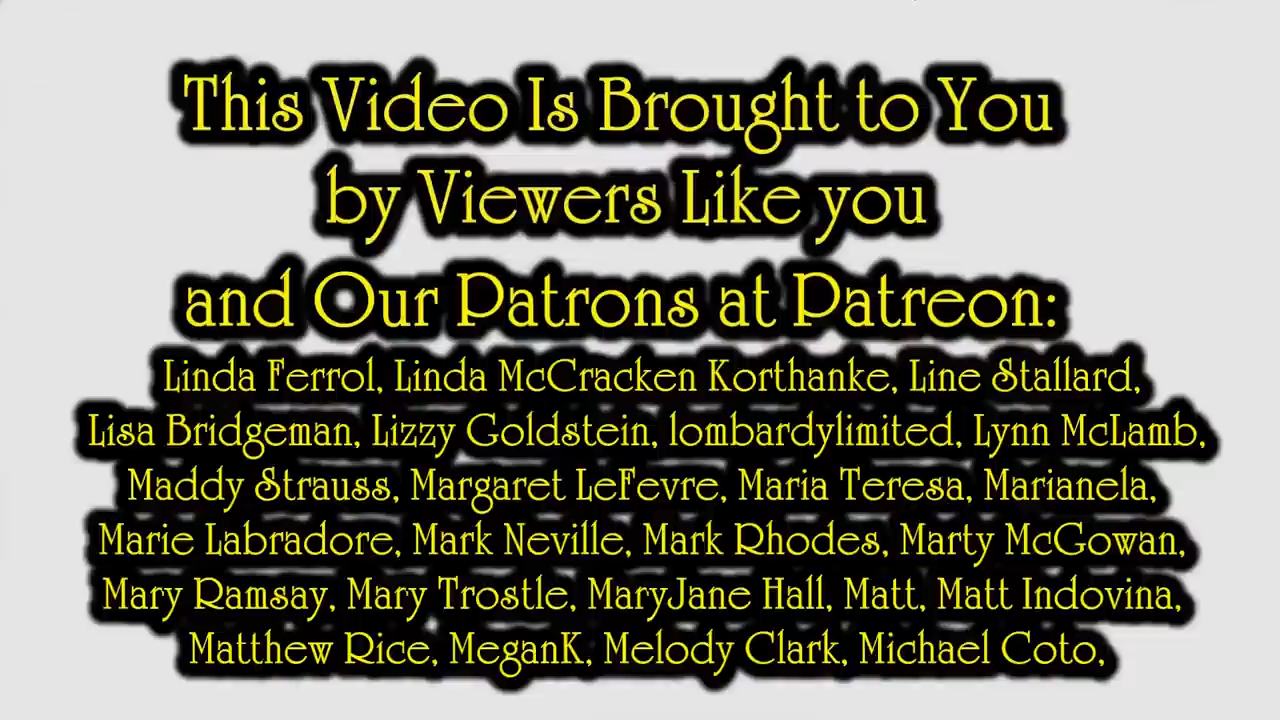 This Video Is Brought to You
by Viewers Like you
and Our Patrons at Patreon:
Linda Ferrol, Linda McCracken Korthanke, Line Stallard,
Lisa Bridgeman, Lizzy Goldstein, lombardylimited, Lynn McLamb,
Maddy Strauss, Margaret LeFevre, Maria Teresa, Marianela,
Marie Labradore, Mark Neville, Mark Rhodes, Marty McGowan,
Mary Ramsay, Mary Trostle, MaryJane Hall, Matt, Matt Indovina,
Matthew Rice, MeganK, Melody Clark, Michael Coto,